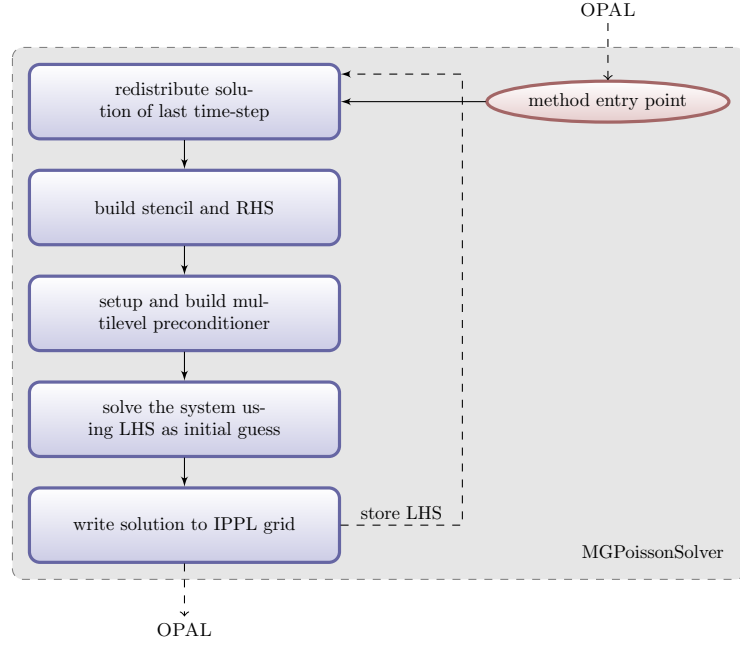 OPAL
method entry point
redistribute solu-
tion of last time-step
build stencil and RHS
setup and build mul-
tilevel preconditioner
solve the system us-
ing LHS as initial guess
write solution to IPPL grid
store LHS
MGPoissonSolver
OPAL